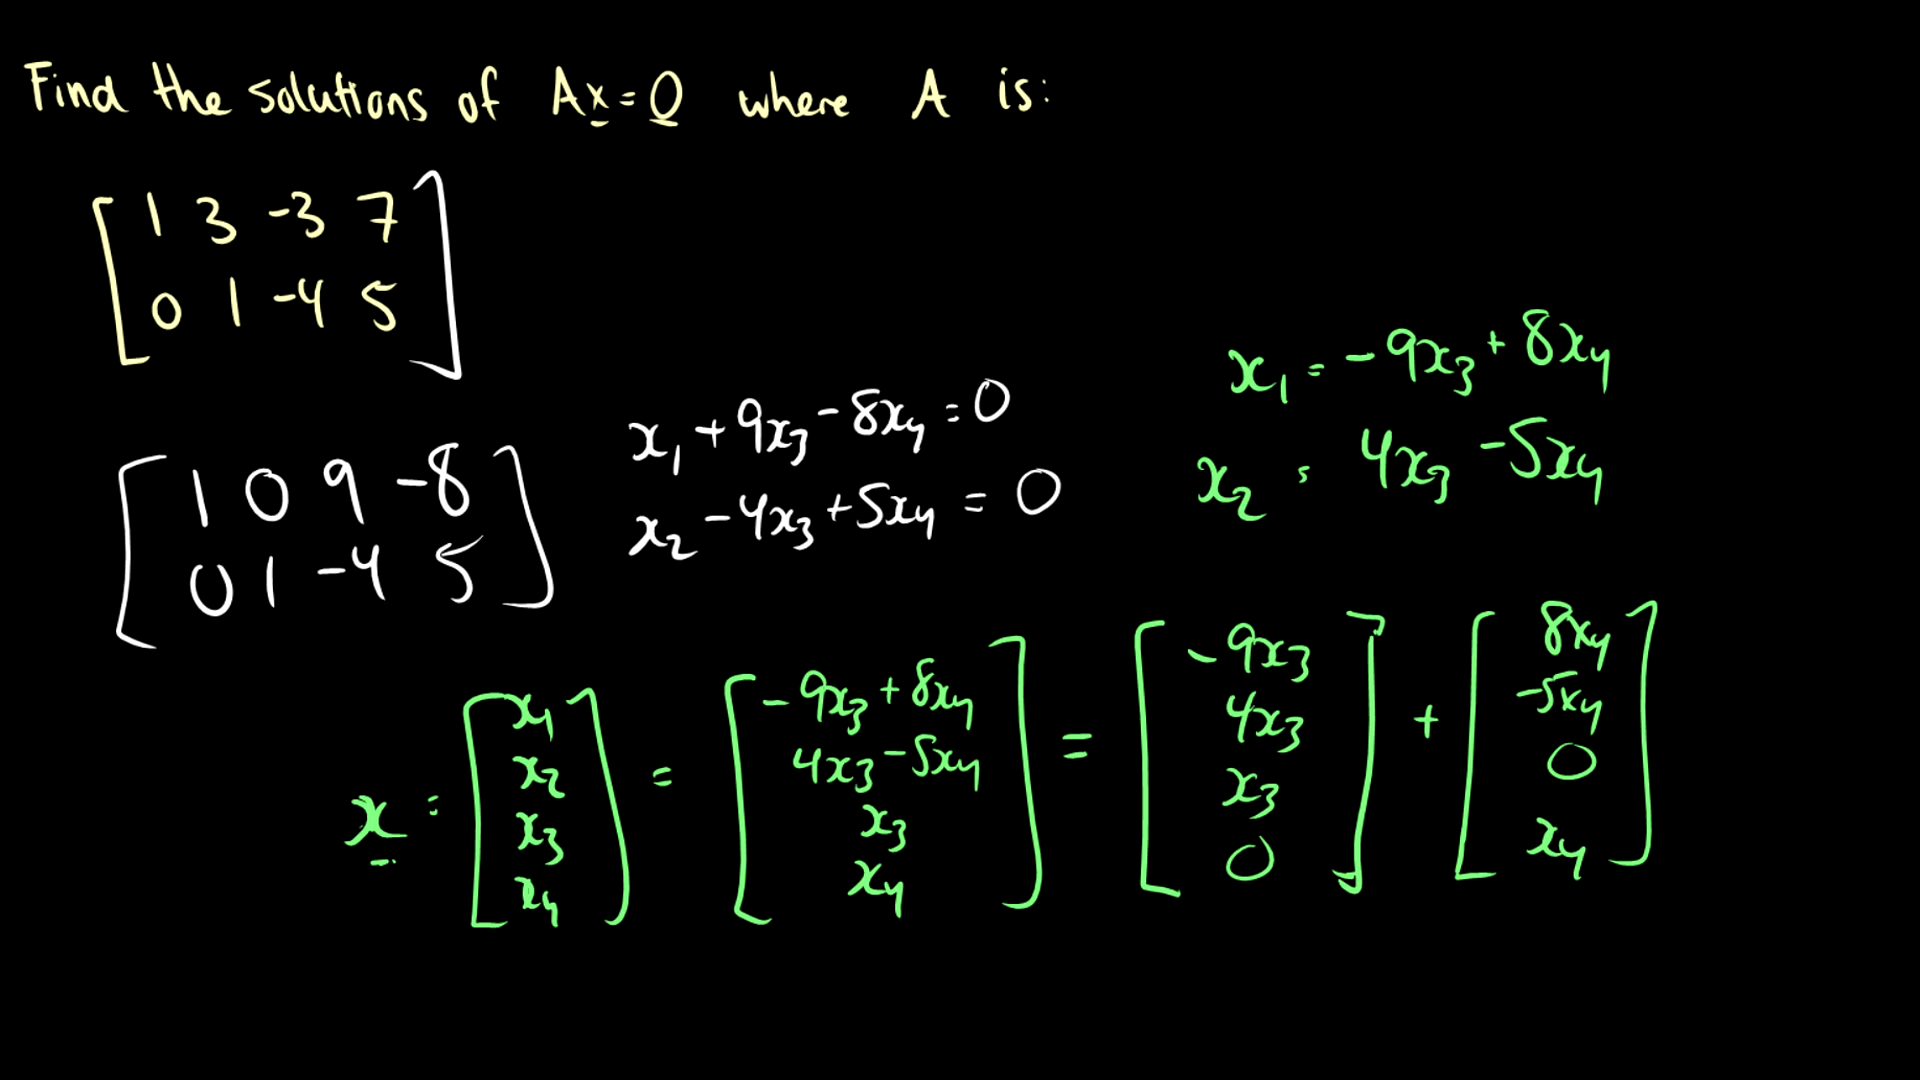 Find the solutions of Ax=0 where A is:
1 3 -3 7
0 1 -4 5
1 0 9 -8
0 1 -4 5
x₁ + 9x₃ - 8x₄ = 0
x₂ - 4x₃ + 5x₄ = 0
x₁ = -9x₃ + 8x₄
x₂ = 4x₃ - 5x₄
x = [x₁ x₂ x₃ x₄] = [-9x₃ + 8x₄ 4x₃ - 5x₄ x₃ x₄] = [-9x₃ 4x₃ x₃ 0] + [8x₄ -5x₄ 0 x₄]